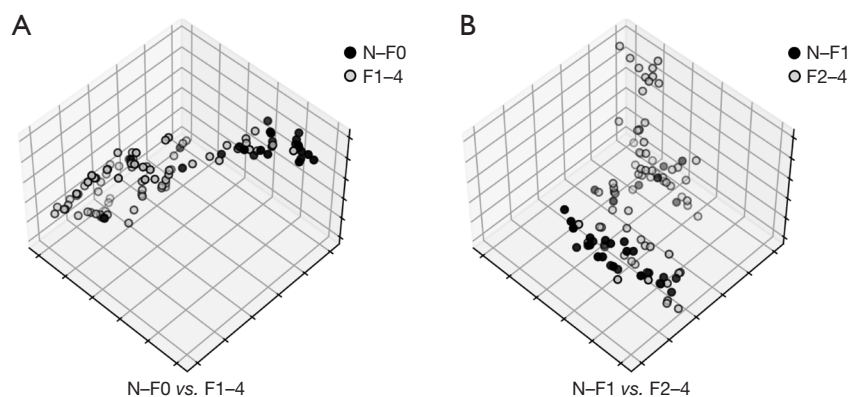 A
N–F0
F1–4
N–F0 vs. F1–4
B
N–F1
F2–4
N–F1 vs. F2–4